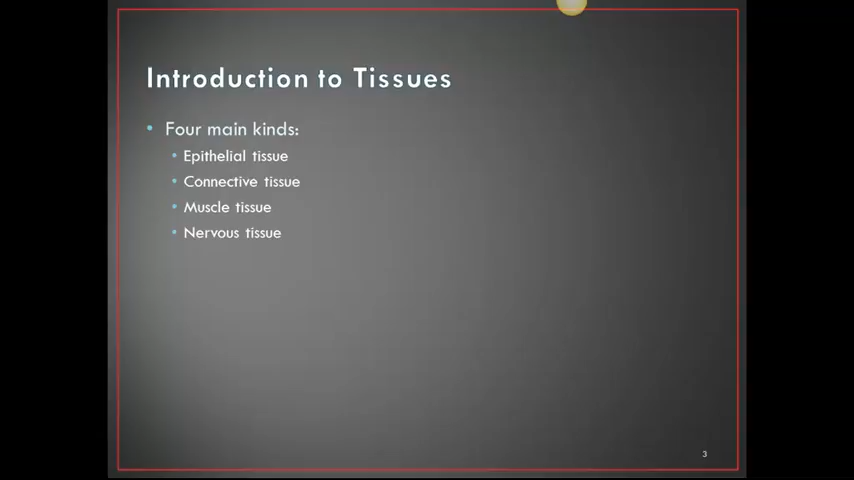 Introduction to Tissues
• Four main kinds:
• Epithelial tissue
• Connective tissue
• Muscle tissue
• Nervous tissue
3